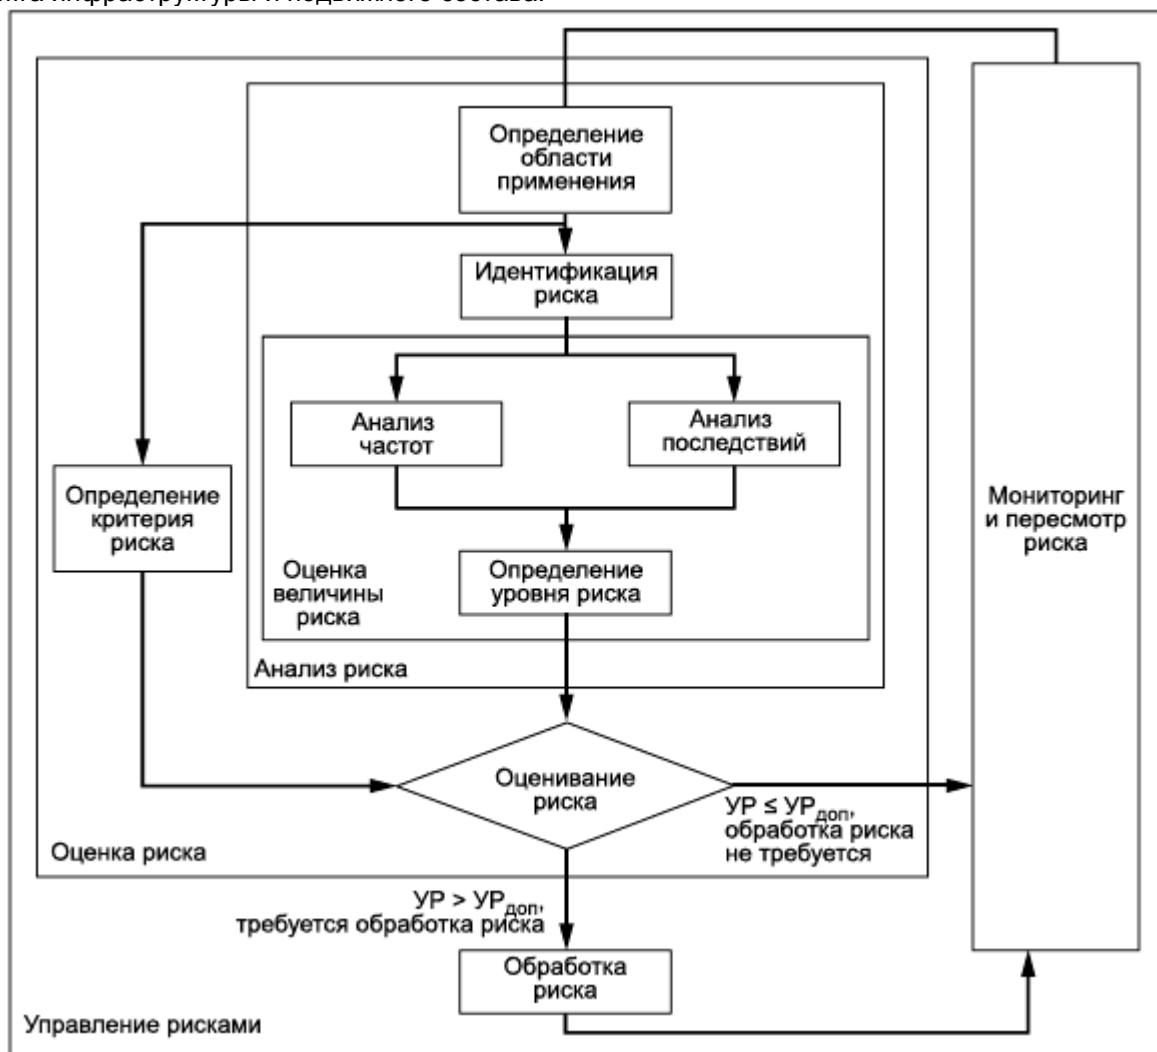 Определение
области
применения
Идентификация
риска
Анализ
частот
Анализ
последствий
Определение
критерия
риска
Мониторинг
и пересмотр
риска
Оценка
величины
риска
Определение
уровня риска
Анализ риска
Оценивание
риска
УР ≤ УРдоп,
обработка риска
не требуется
Оценка риска
УР > УРдоп,
требуется обработка риска
Обработка
риска
Управление рисками